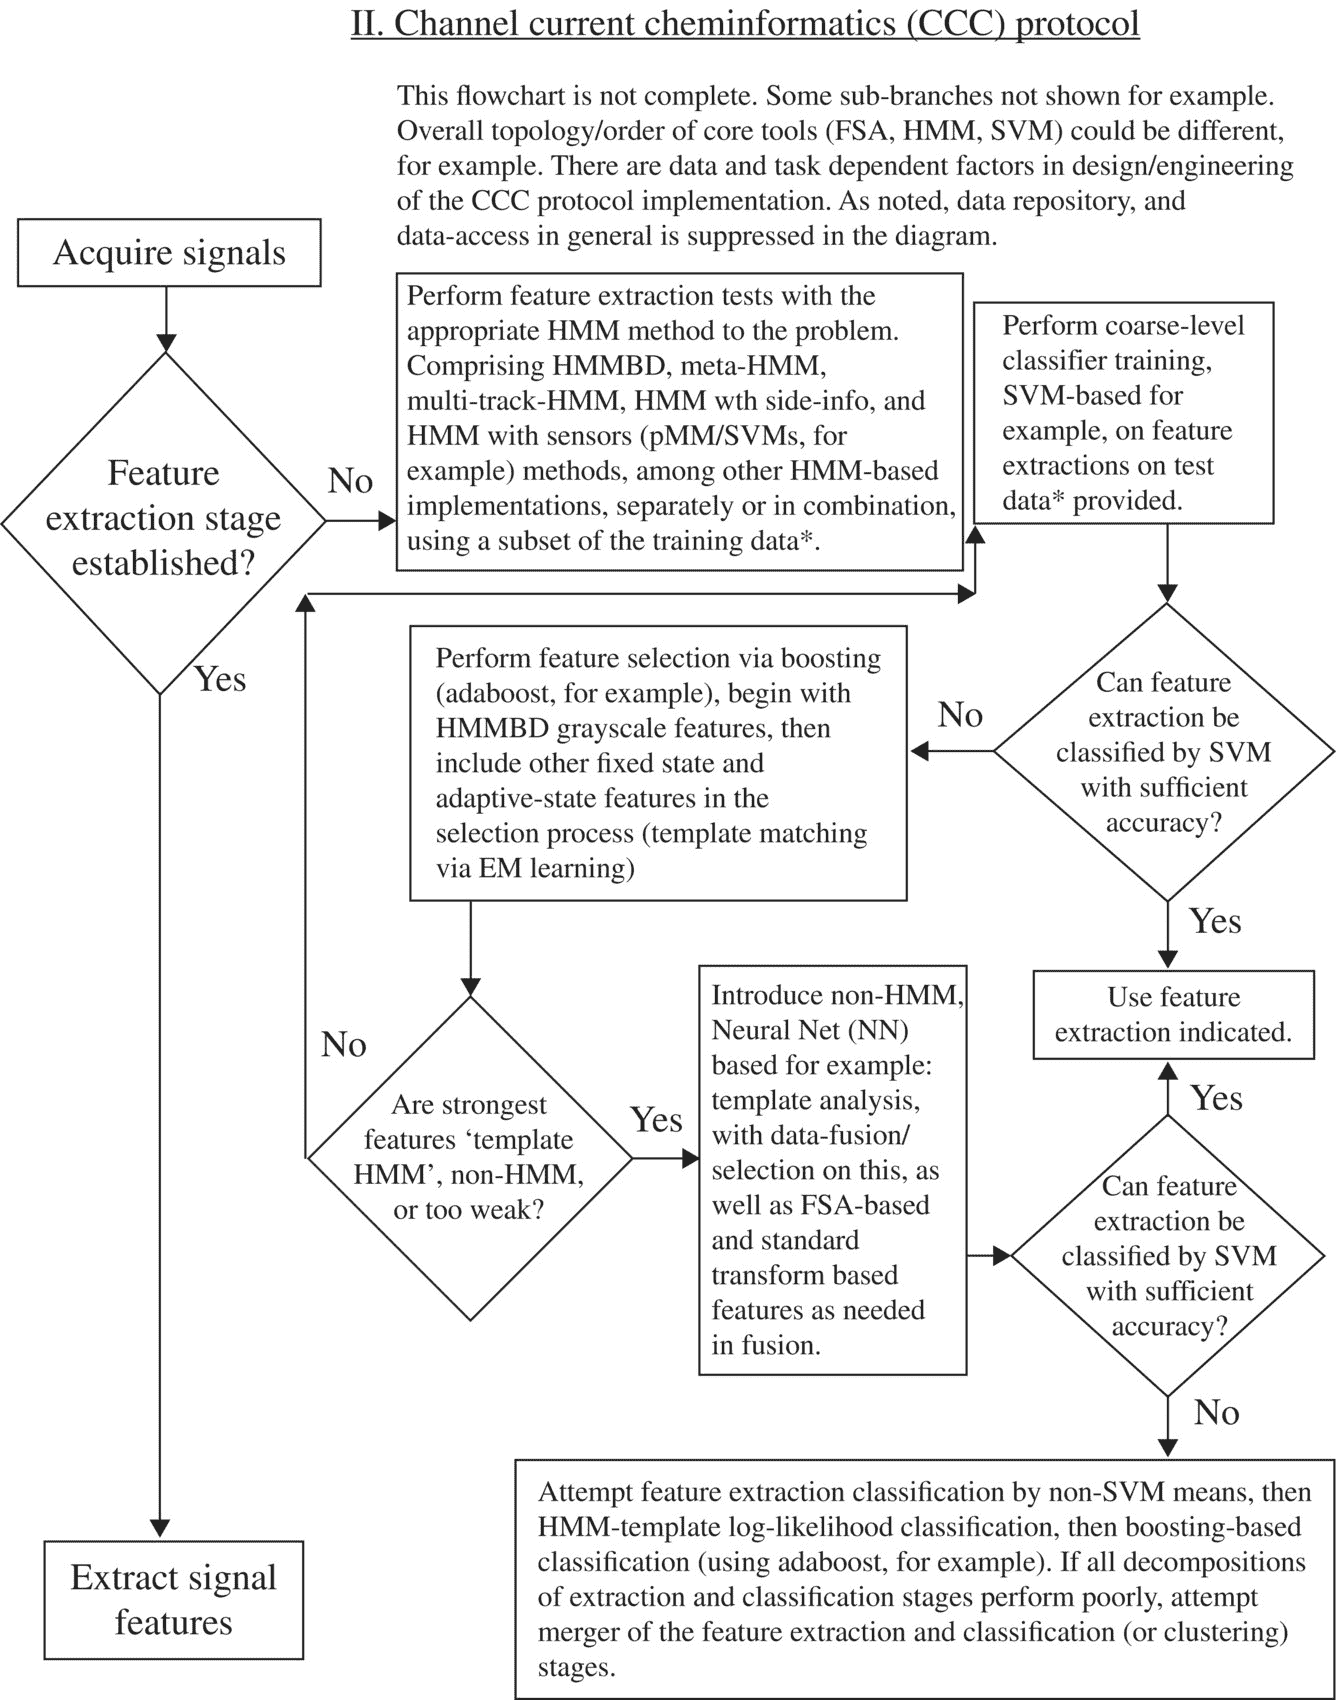 II. Channel current cheminformatics (CCC) protocol
This flowchart is not complete. Some sub-branches not shown for example.
Overall topology/order of core tools (FSA, HMM, SVM) could be different,
for example. There are data and task dependent factors in design/engineering
of the CCC protocol implementation. As noted, data repository, and
data-access in general is suppressed in the diagram.
Acquire signals
Feature
extraction stage
established?
No
Yes
Perform feature extraction tests with the
appropriate HMM method to the problem.
Comprising HMMBD, meta-HMM,
multi-track-HMM, HMM wth side-info, and
HMM with sensors (pMM/SVMs, for
example) methods, among other HMM-based
implementations, separately or in combination,
using a subset of the training data*.
Perform coarse-level
classifier training,
SVM-based for
example, on feature
extractions on test
data* provided.
Can feature
extraction be
classified by SVM
with sufficient
accuracy?
No
Yes
Perform feature selection via boosting
(adaboost, for example), begin with
HMMBD grayscale features, then
include other fixed state and
adaptive-state features in the
selection process (template matching
via EM learning)
Use feature
extraction indicated.
Are strongest
features ‘template
HMM’, non-HMM,
or too weak?
No
Yes
Introduce non-HMM,
Neural Net (NN)
based for example:
template analysis,
with data-fusion/
selection on this, as
well as FSA-based
and standard
transform based
features as needed
in fusion.
Yes
Can feature
extraction be
classified by SVM
with sufficient
accuracy?
No
Extract signal
features
Attempt feature extraction classification by non-SVM means, then
HMM-template log-likelihood classification, then boosting-based
classification (using adaboost, for example). If all decompositions
of extraction and classification stages perform poorly, attempt
merger of the feature extraction and classification (or clustering)
stages.